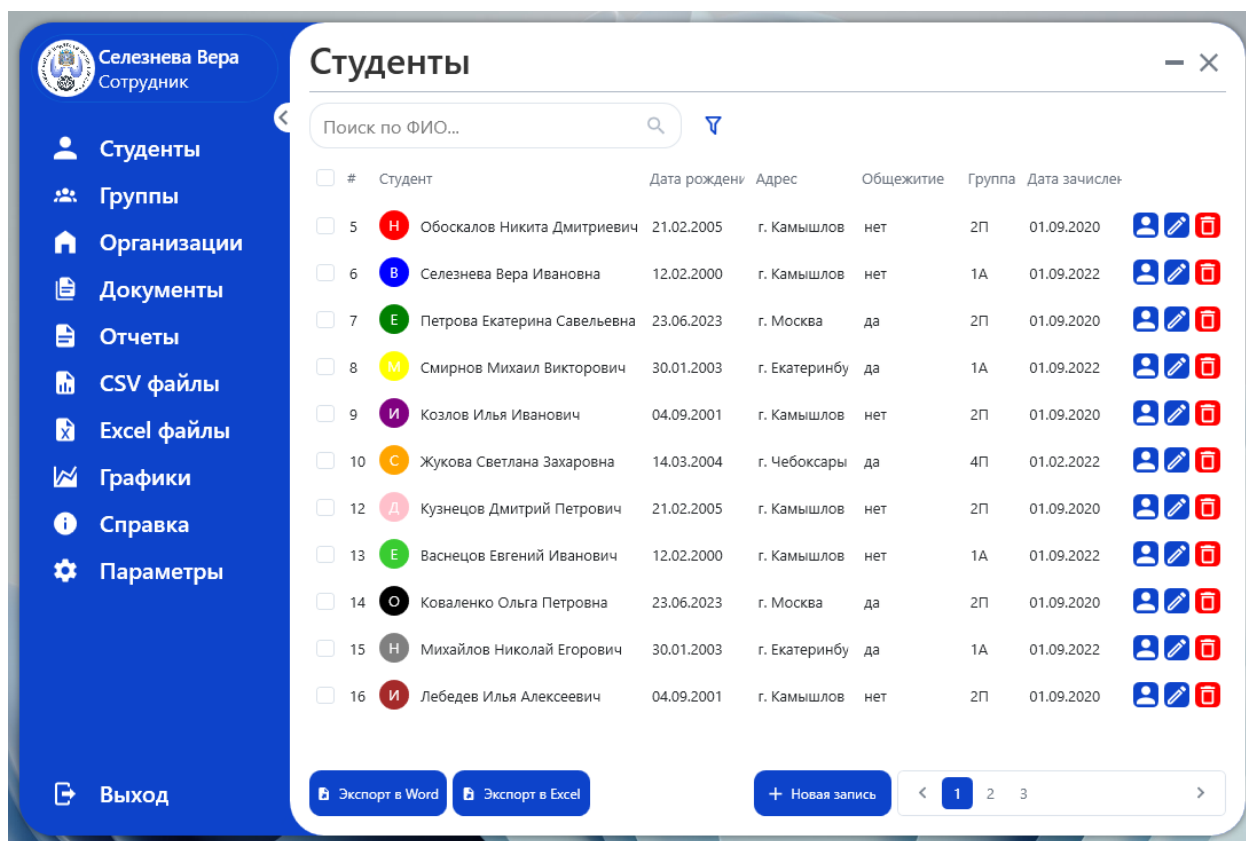 Селезнева Вера
Сотрудник
Студенты
Группы
Организации
Документы
Отчеты
CSV файлы
Excel файлы
Графики
Справка
Параметры
Выход
Студенты
Поиск по ФИО...
# Студент Дата рождени Адрес Общежитие Группа Дата зачислен
5 Н Обоскалов Никита Дмитриевич 21.02.2005 г. Камышлов нет 2П 01.09.2020
6 В Селезнева Вера Ивановна 12.02.2000 г. Камышлов нет 1А 01.09.2022
7 Е Петрова Екатерина Савельевна 23.06.2023 г. Москва да 2П 01.09.2020
8 М Смирнов Михаил Викторович 30.01.2003 г. Екатеринбу да 1А 01.09.2022
9 И Козлов Илья Иванович 04.09.2001 г. Камышлов нет 2П 01.09.2020
10 С Жукова Светлана Захаровна 14.03.2004 г. Чебоксары да 4П 01.02.2022
12 Д Кузнецов Дмитрий Петрович 21.02.2005 г. Камышлов нет 2П 01.09.2020
13 Е Васнецов Евгений Иванович 12.02.2000 г. Камышлов нет 1А 01.09.2022
14 О Коваленко Ольга Петровна 23.06.2023 г. Москва да 2П 01.09.2020
15 Н Михайлов Николай Егорович 30.01.2003 г. Екатеринбу да 1А 01.09.2022
16 И Лебедев Илья Алексеевич 04.09.2001 г. Камышлов нет 2П 01.09.2020
Экспорт в Word Экспорт в Excel + Новая запись < 1 2 3 >